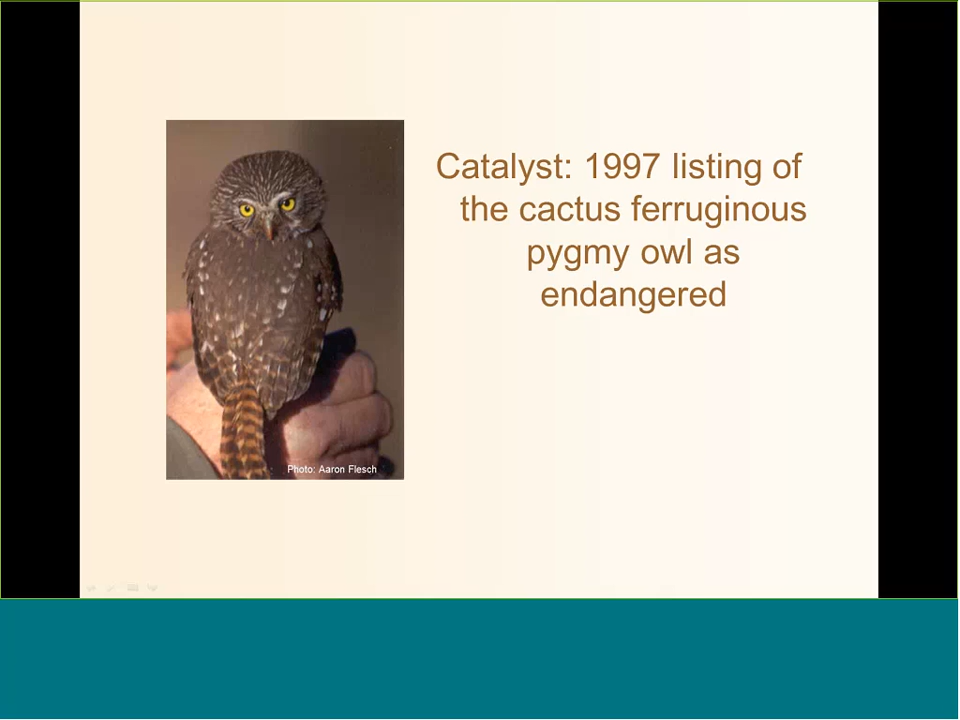 Catalyst: 1997 listing of
the cactus ferruginous
pygmy owl as
endangered
Photo: Aaron Flesch